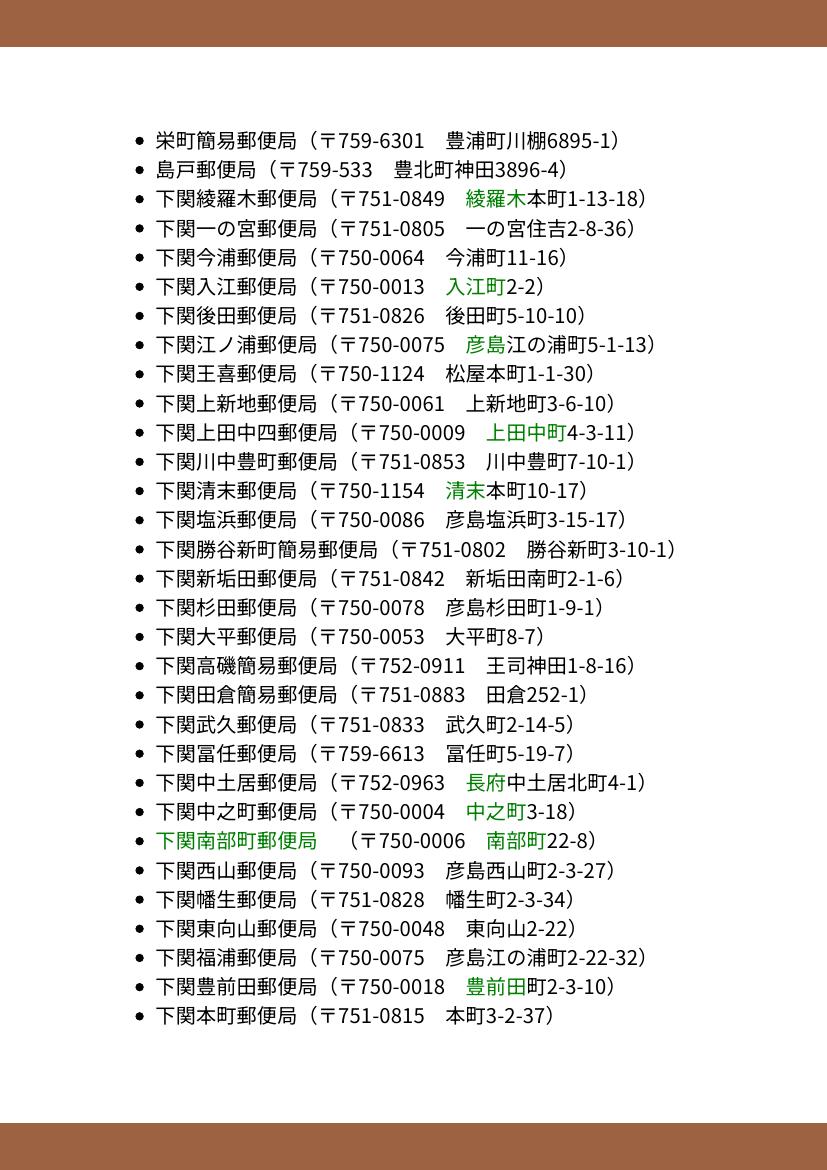 • 栄町簡易郵便局（〒759-6301　豊浦町川棚6895-1）
• 島戸郵便局（〒759-533　豊北町神田3896-4）
• 下関綾羅木郵便局（〒751-0849　綾羅木本町1-13-18）
• 下関一の宮郵便局（〒751-0805　一の宮住吉2-8-36）
• 下関今浦郵便局（〒750-0064　今浦町11-16）
• 下関入江郵便局（〒750-0013　入江町2-2）
• 下関後田郵便局（〒751-0826　後田町5-10-10）
• 下関江ノ浦郵便局（〒750-0075　彦島江の浦町5-1-13）
• 下関王喜郵便局（〒750-1124　松屋本町1-1-30）
• 下関上新地郵便局（〒750-0061　上新地町3-6-10）
• 下関上田中四郵便局（〒750-0009　上田中町4-3-11）
• 下関川中豊町郵便局（〒751-0853　川中豊町7-10-1）
• 下関清末郵便局（〒750-1154　清末本町10-17）
• 下関塩浜郵便局（〒750-0086　彦島塩浜町3-15-17）
• 下関勝谷新町簡易郵便局（〒751-0802　勝谷新町3-10-1）
• 下関新垢田郵便局（〒751-0842　新垢田南町2-1-6）
• 下関杉田郵便局（〒750-0078　彦島杉田町1-9-1）
• 下関大平郵便局（〒750-0053　大平町8-7）
• 下関高磯簡易郵便局（〒752-0911　王司神田1-8-16）
• 下関田倉簡易郵便局（〒751-0883　田倉252-1）
• 下関武久郵便局（〒751-0833　武久町2-14-5）
• 下関冨任郵便局（〒759-6613　冨任町5-19-7）
• 下関中土居郵便局（〒752-0963　長府中土居北町4-1）
• 下関中之町郵便局（〒750-0004　中之町3-18）
• 下関南部町郵便局　（〒750-0006　南部町22-8）
• 下関西山郵便局（〒750-0093　彦島西山町2-3-27）
• 下関幡生郵便局（〒751-0828　幡生町2-3-34）
• 下関東向山郵便局（〒750-0048　東向山2-22）
• 下関福浦郵便局（〒750-0075　彦島江の浦町2-22-32）
• 下関豊前田郵便局（〒750-0018　豊前田町2-3-10）
• 下関本町郵便局（〒751-0815　本町3-2-37）